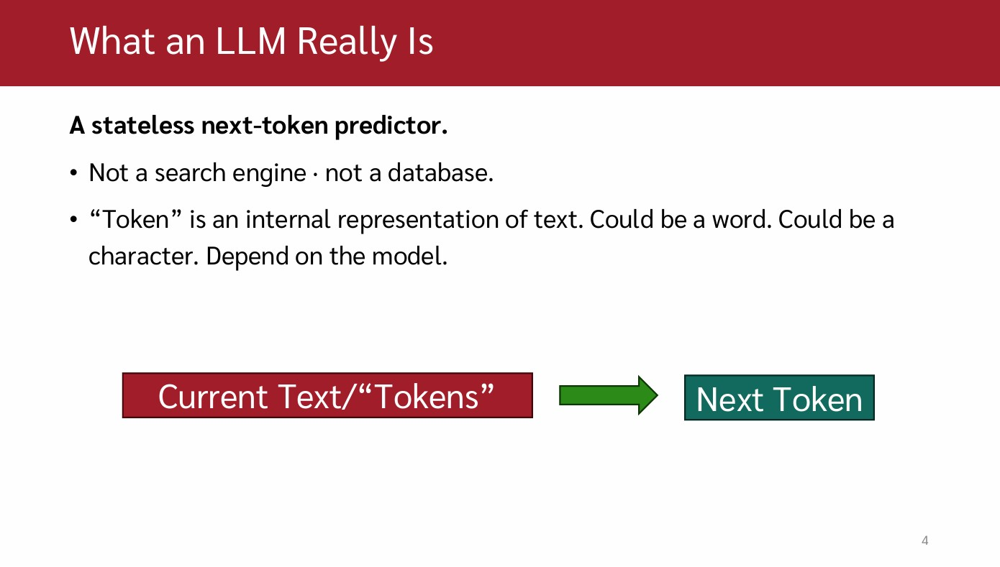 What an LLM Really Is
A stateless next-token predictor.
• Not a search engine · not a database.
• “Token” is an internal representation of text. Could be a word. Could be a
character. Depend on the model.
Current Text/“Tokens”
Next Token
4